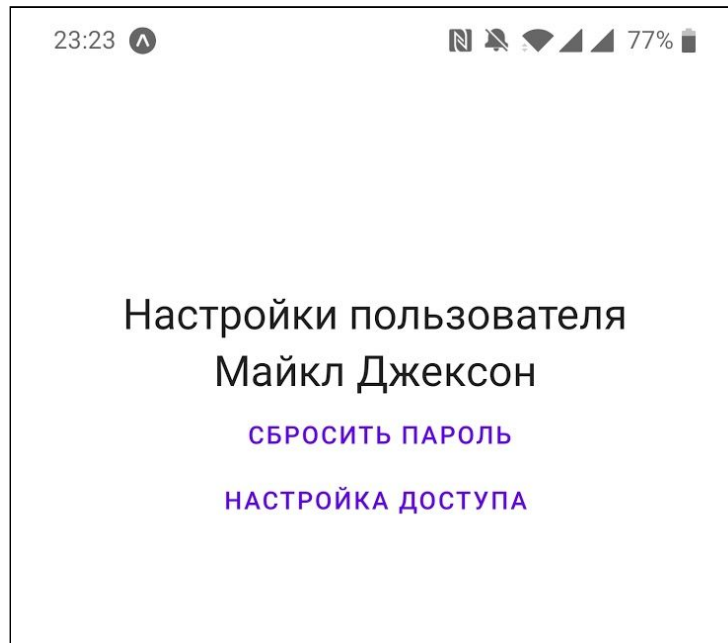 23:23 77%
Настройки пользователя
Майкл Джексон
СБРОСИТЬ ПАРОЛЬ
НАСТРОЙКА ДОСТУПА